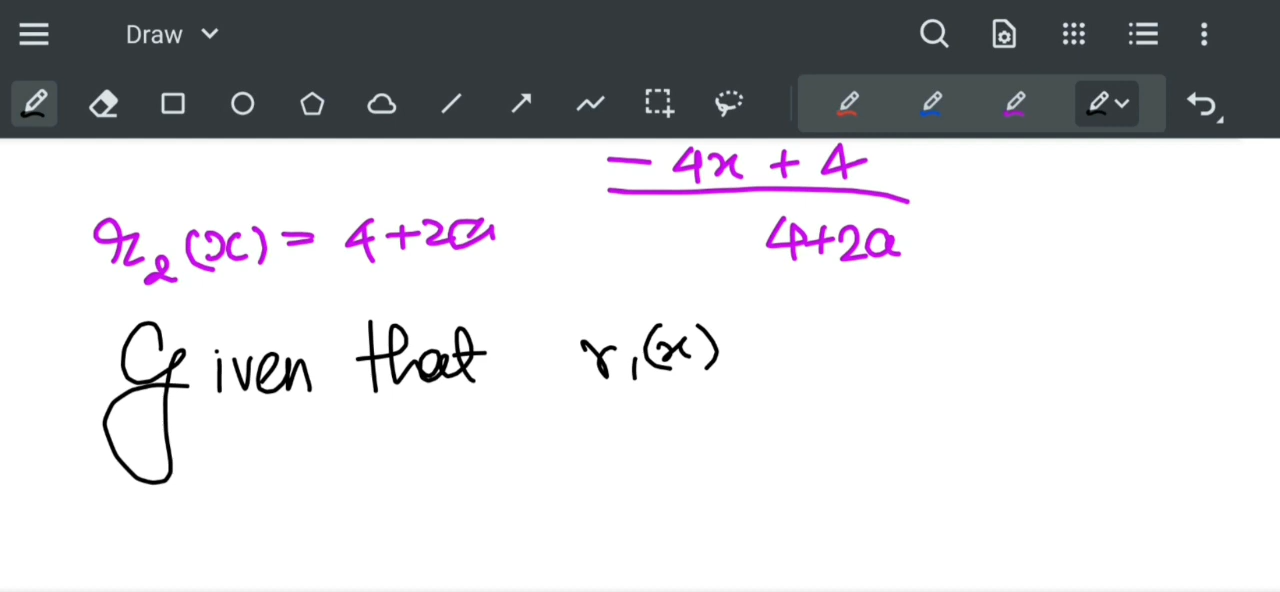 Draw
- 4x + 4
r₂(x) = 4+2a
4+2a
Given that r₁(x)